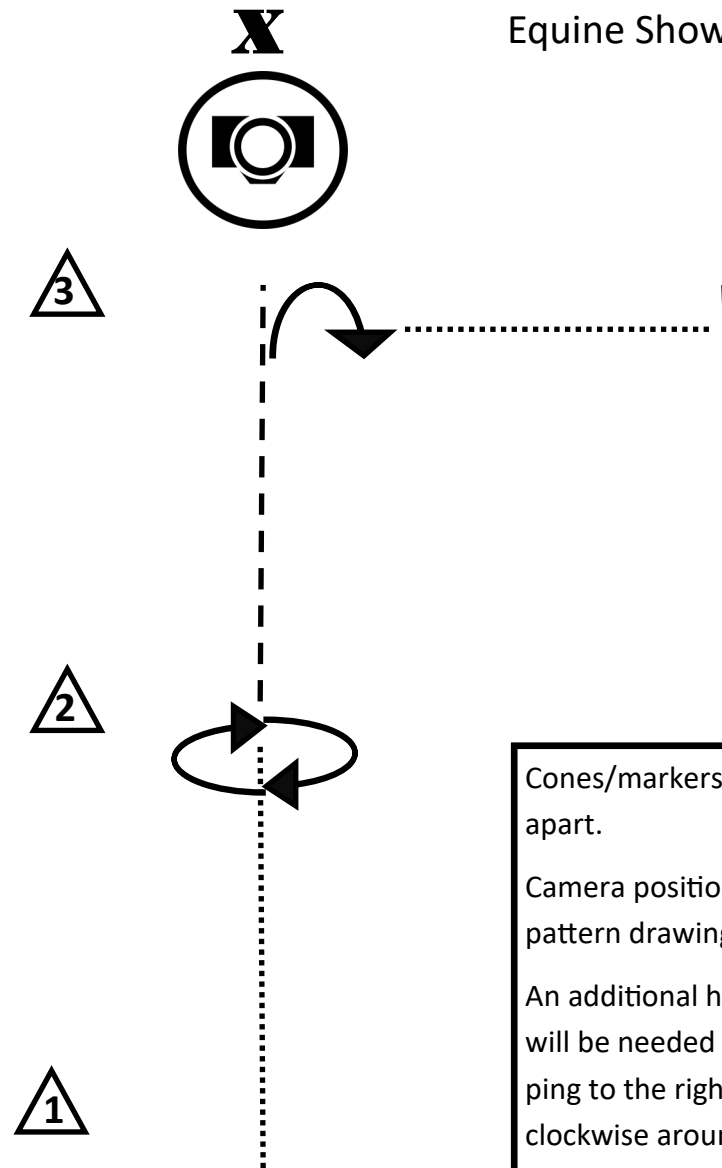 X
Equine Show
3
2
Cones/markers
apart.
Camera positio
pattern drawing
An additional h
will be needed
ping to the righ
clockwise aroun
1